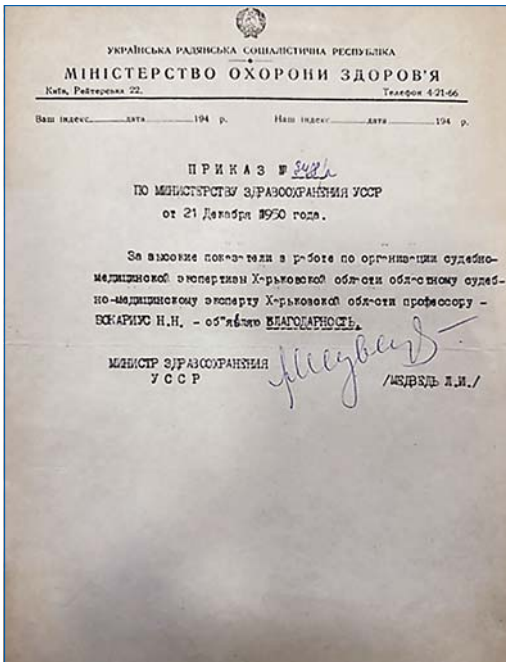 УКРАЇНСЬКА РАДЯНСЬКА СОЦІАЛІСТИЧНА РЕСПУБЛІКА
МІНІСТЕРСТВО ОХОРОНИ ЗДОРОВ'Я
Київ, Рейтерська 22. Телефон 4-21-66
Ваш індекс дата 194 р. Наш індекс дата 194 р.
ПРИКАЗ №
ПО МИНИСТЕРСТВУ ЗДРАВООХРАНЕНИЯ УССР
от 21 Декабря 1950 года.
За высокие показатели в работе по организации судебно-
медицинской экспертизы Харьковской области областному судеб-
но-медицинскому эксперту Харьковской области профессору -
БОКАРИУС Н.Н. - об"являю БЛАГОДАРНОСТЬ.
МИНИСТР ЗДРАВООХРАНЕНИЯ
УССР /МЕДВЕДЬ Л.И./